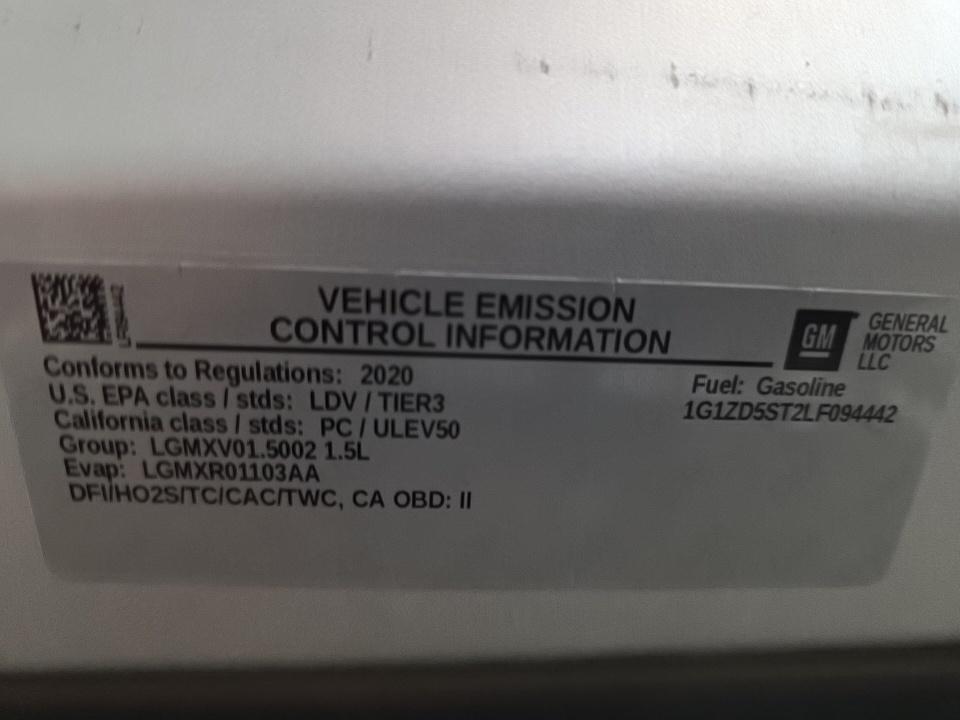 VEHICLE EMISSION
CONTROL INFORMATION
GM
GENERAL
MOTORS
LLC
Conforms to Regulations: 2020
U.S. EPA class / stds: LDV / TIER3
California class / stds: PC / ULEV50
Group: LGMXV01.5002 1.5L
Evap: LGMXR01103AA
DFI/HO2S/TC/CAC/TWC, CA OBD: II
Fuel: Gasoline
1G1ZD5ST2LF094442